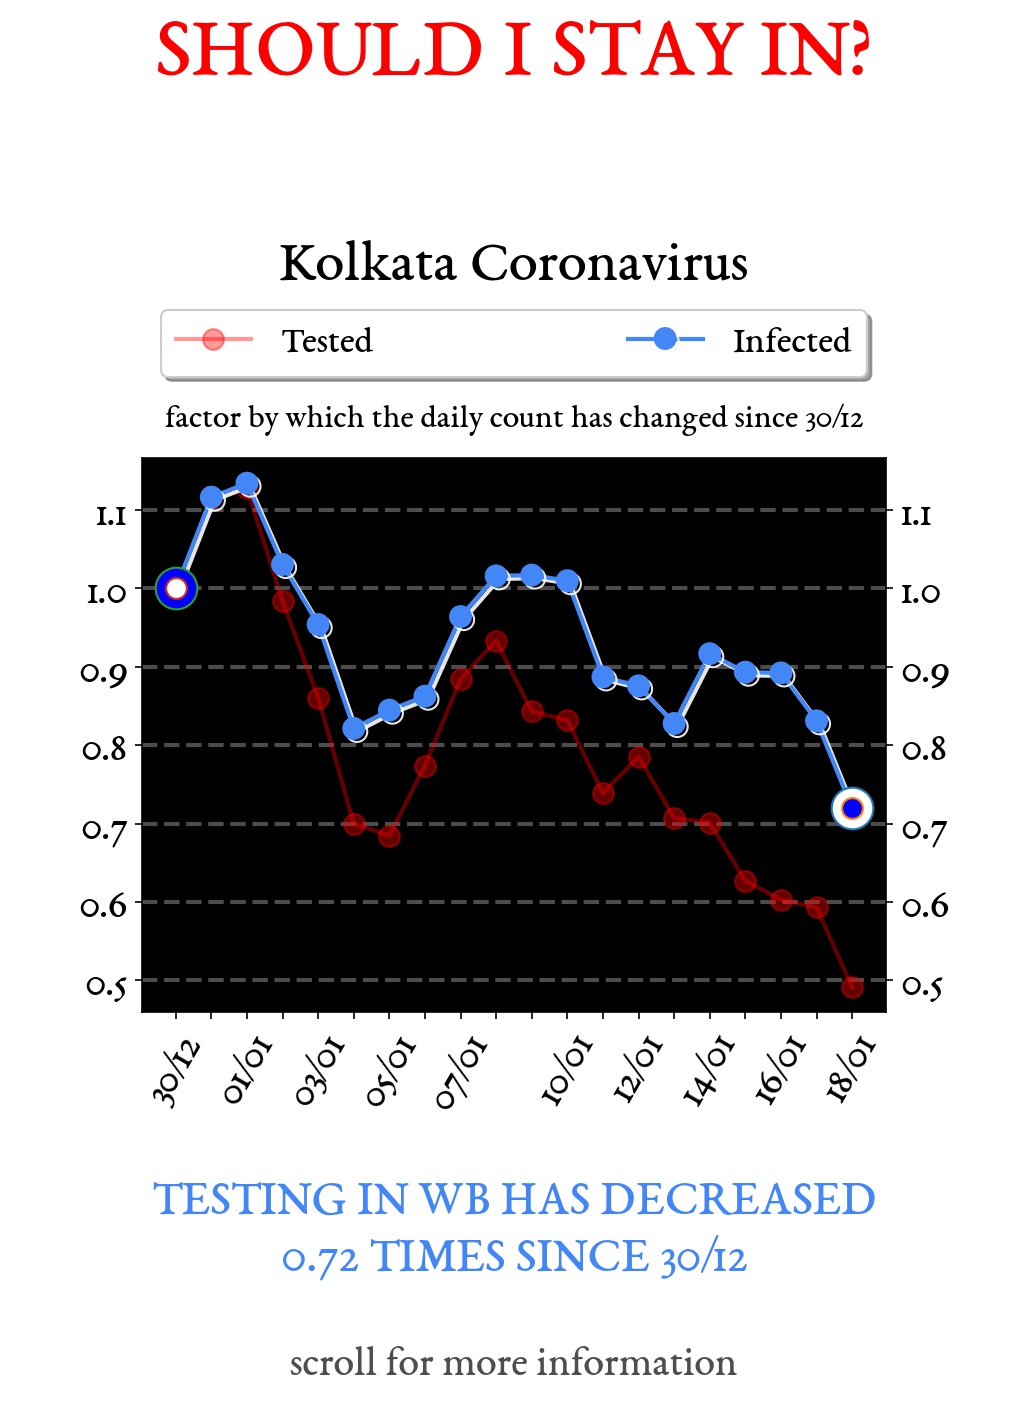 SHOULD I STAY IN?
Kolkata Coronavirus
Tested Infected
factor by which the daily count has changed since 30/12
1.1 1.1
1.0 1.0
0.9 0.9
0.8 0.8
0.7 0.7
0.6 0.6
0.5 0.5
30/12 01/01 03/01 05/01 07/01 10/01 12/01 14/01 16/01 18/01
TESTING IN WB HAS DECREASED
0.72 TIMES SINCE 30/12
scroll for more information